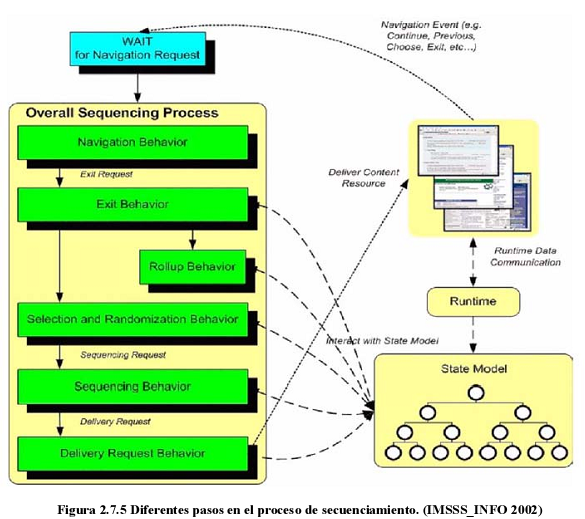 Navigation Event (e.g.
Continue, Previous,
Choose, Exit, etc...)
WAIT
for Navigation Request
Overall Sequencing Process
Navigation Behavior
Exit Request
Exit Behavior
Rollup Behavior
Selection and Randomization Behavior
Sequencing Request
Sequencing Behavior
Delivery Request
Delivery Request Behavior
Deliver Content
Resource
Runtime Data
Communication
Runtime
Interact with State Model
State Model
Figura 2.7.5 Diferentes pasos en el proceso de secuenciamiento. (IMSSS_INFO 2002)